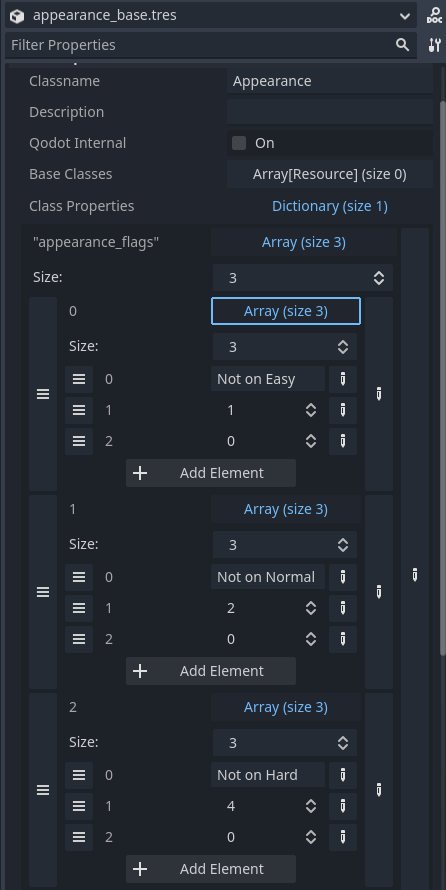 appearance_base.tres
DOC
Filter Properties
Classname Appearance
Description
Qodot Internal On
Base Classes Array[Resource] (size 0)
Class Properties Dictionary (size 1)
"appearance_flags" Array (size 3)
Size: 3
0 Array (size 3)
Size: 3
0 Not on Easy
1 1
2 0
Add Element
1 Array (size 3)
Size: 3
0 Not on Normal
1 2
2 0
Add Element
2 Array (size 3)
Size: 3
0 Not on Hard
1 4
2 0
Add Element